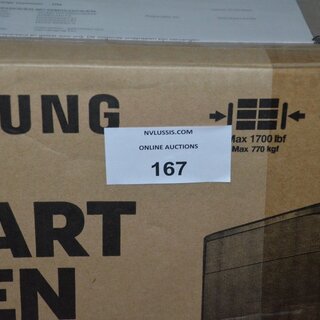 UNG
NVLUSSIS.COM
ONLINE AUCTIONS
167
Max 1700 lbf
Max 770 kgf
ART
EN